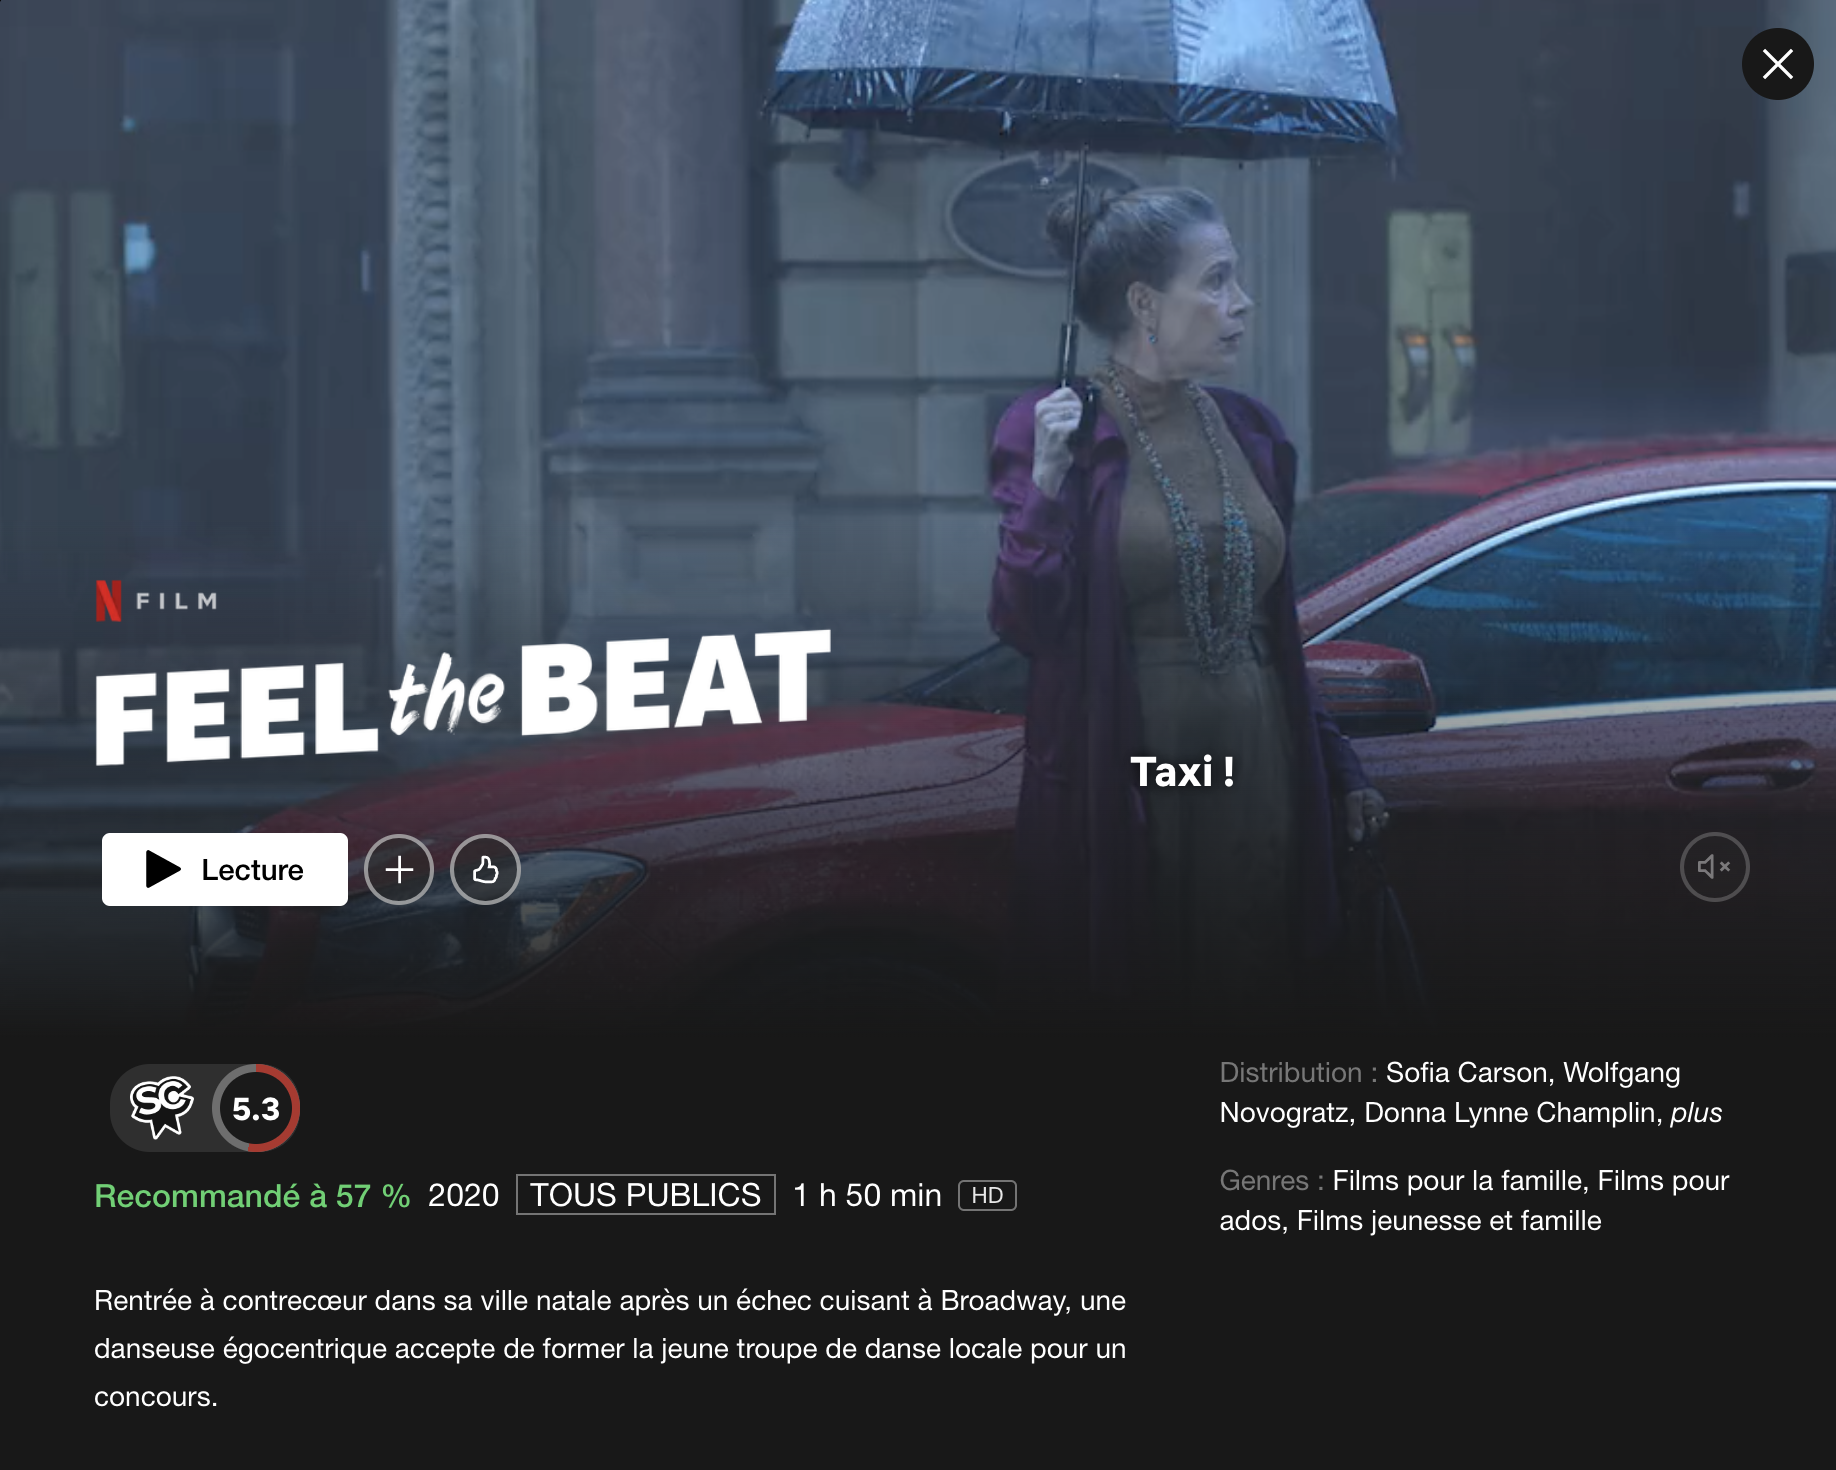 N FILM
FEEL the BEAT
Taxi !
Lecture
SC 5.3
Recommandé à 57 % 2020 TOUS PUBLICS 1 h 50 min HD
Rentrée à contrecœur dans sa ville natale après un échec cuisant à Broadway, une
danseuse égocentrique accepte de former la jeune troupe de danse locale pour un
concours.
Distribution : Sofia Carson, Wolfgang
Novogratz, Donna Lynne Champlin, plus
Genres : Films pour la famille, Films pour
ados, Films jeunesse et famille